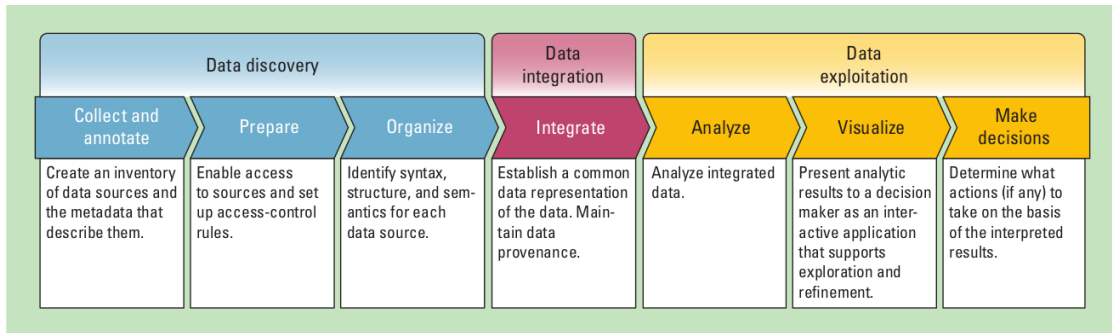 Data discovery
Data
integration
Data
exploitation
Collect and
annotate
Prepare
Organize
Integrate
Analyze
Visualize
Make
decisions
Create an inventory
of data sources and
the metadata that
describe them.
Enable access
to sources and set
up access-control
rules.
Identify syntax,
structure, and sem-
antics for each
data source.
Establish a common
data representation
of the data. Main-
tain data
provenance.
Analyze integrated
data.
Present analytic
results to a decision
maker as an inter-
active application
that supports
exploration and
refinement.
Determine what
actions (if any) to
take on the basis
of the interpreted
results.